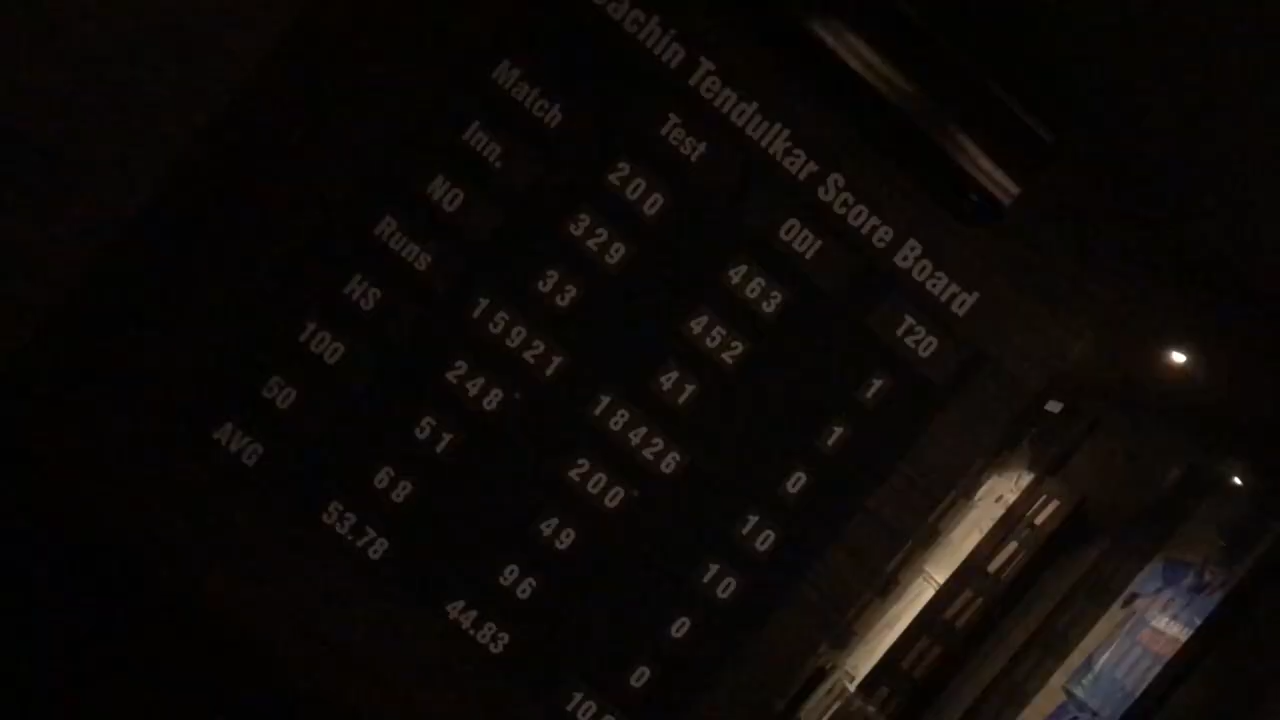 Sachin Tendulkar Score Board
Test ODI T20
Match 200 463 1
Inn. 329 452 1
NO 33 41 0
Runs 15921 18426 10
HS 248* 200* 10
100 51 49 0
50 68 96 0
AVG 53.78 44.83